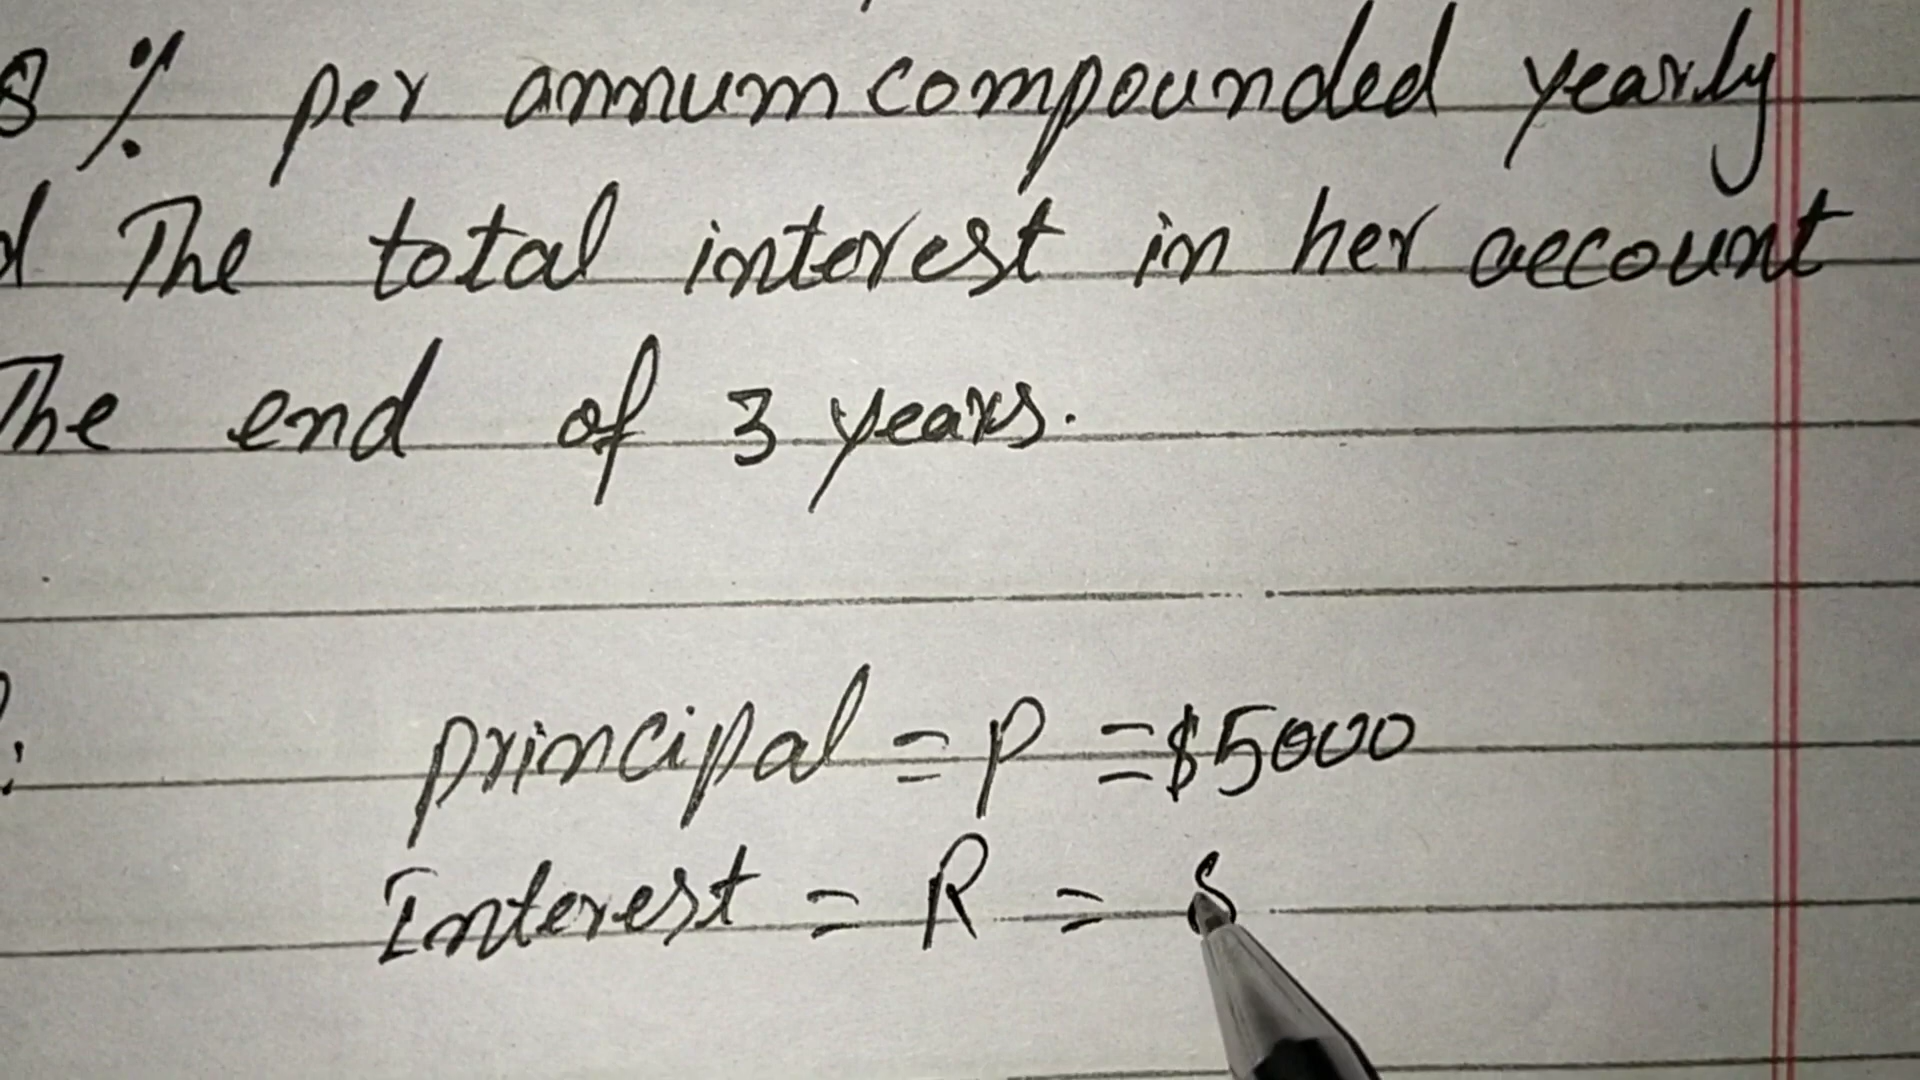 8% per annum compounded yearly
d The total interest in her account
The end of 3 years.
principal = P = $5000
Interest = R = 8